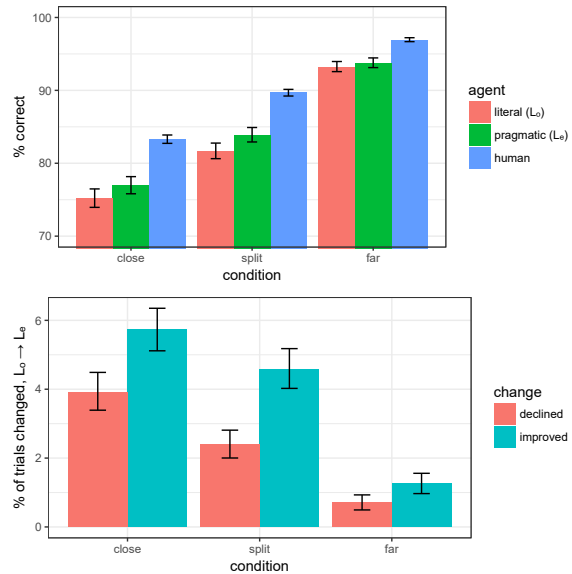 100
90
80
70
% correct
close split far
condition
agent
literal (L₀)
pragmatic (Lₑ)
human
6
4
2
0
% of trials changed, L₀ → Lₑ
close split far
condition
change
declined
improved